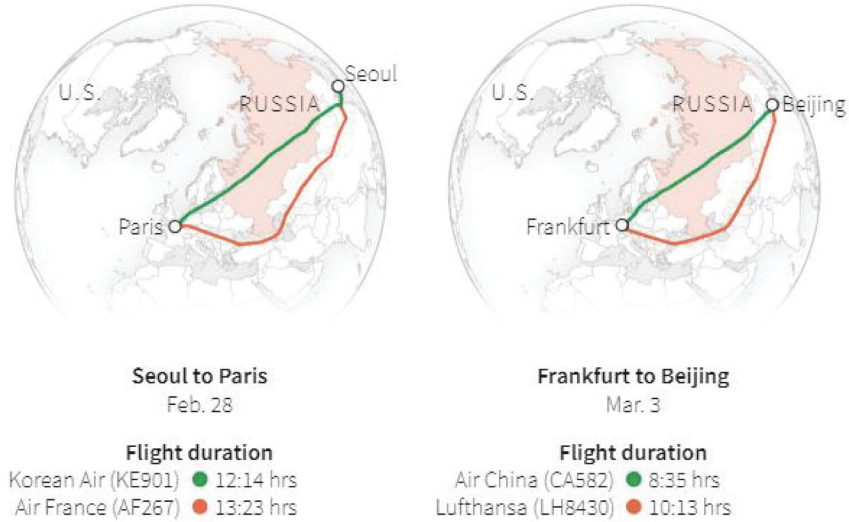 U.S.
RUSSIA
Seoul
Paris
Seoul to Paris
Feb. 28
Flight duration
Korean Air (KE901) 12:14 hrs
Air France (AF267) 13:23 hrs
U.S.
RUSSIA
Beijing
Frankfurt
Frankfurt to Beijing
Mar. 3
Flight duration
Air China (CA582) 8:35 hrs
Lufthansa (LH8430) 10:13 hrs